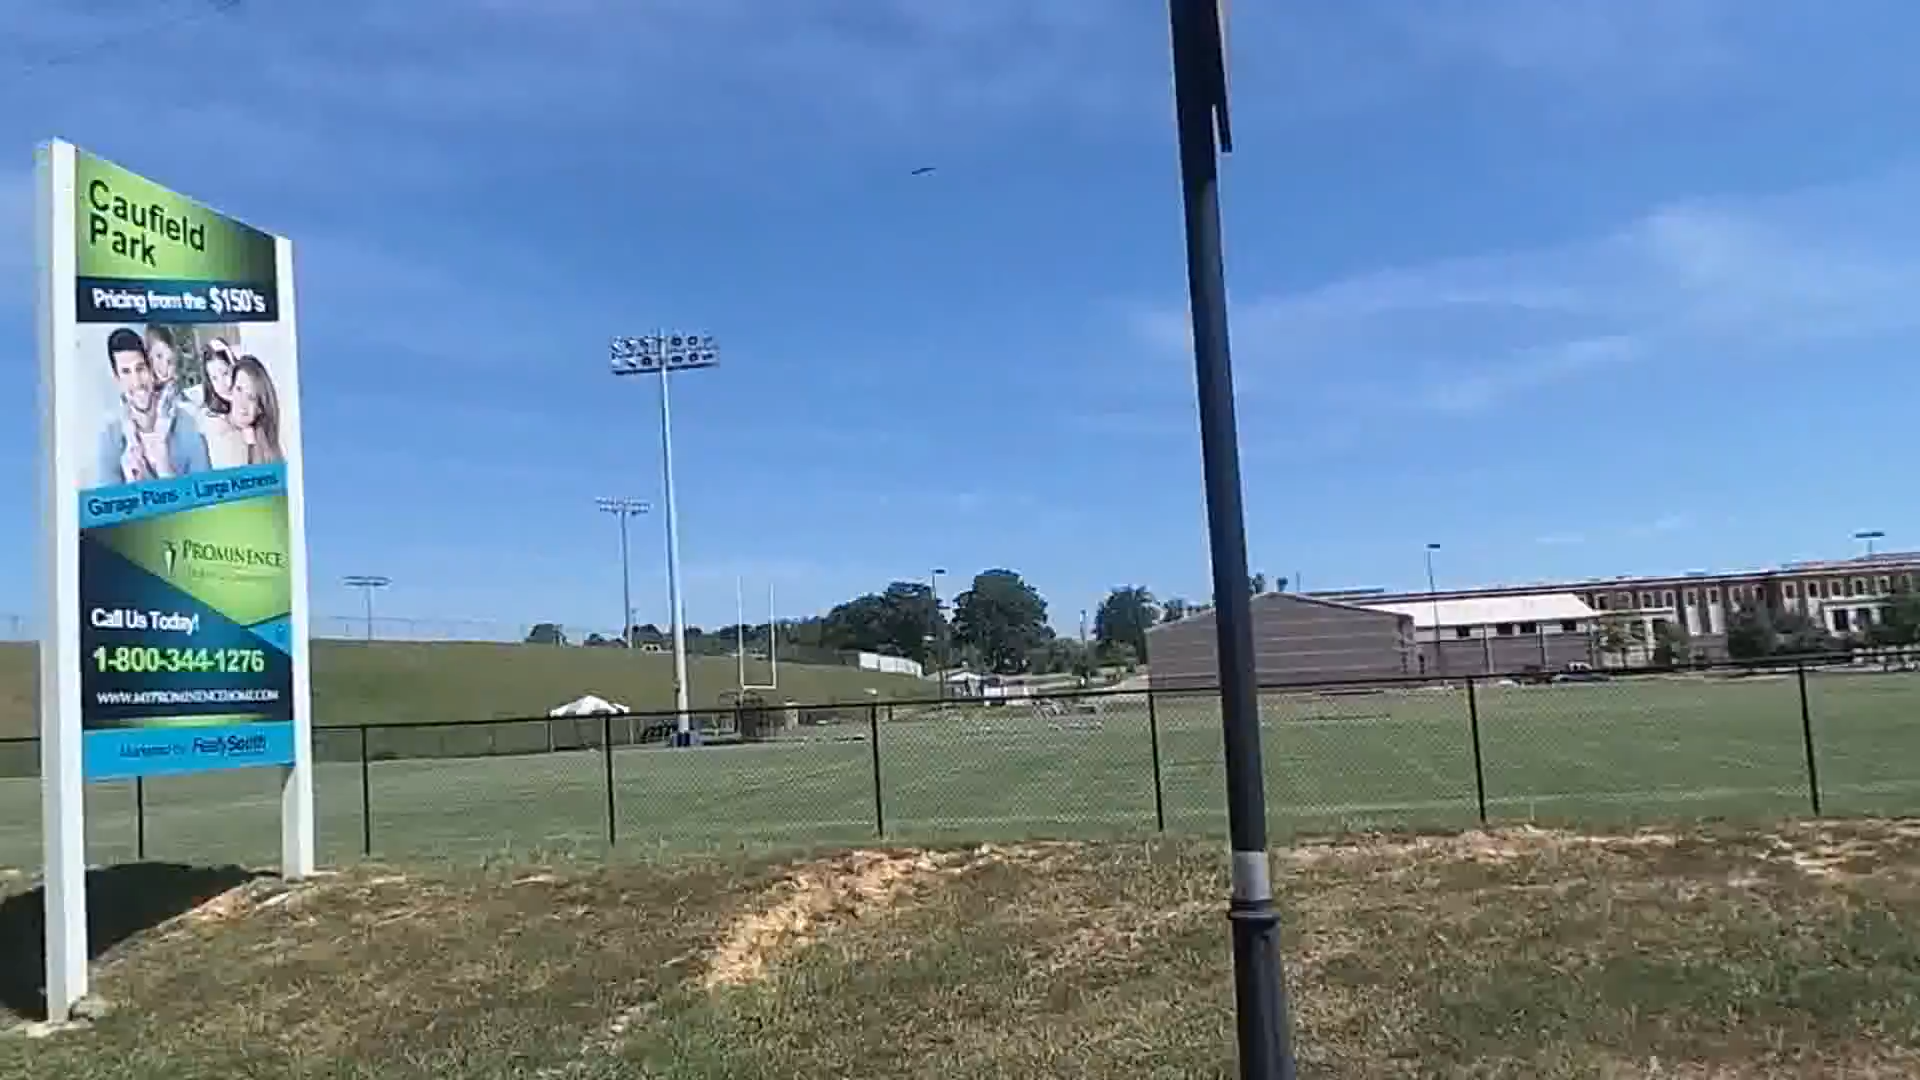 Caufield
Park
Pricing from the $150's
Garage Plans - Large Kitchens
PROMINENCE
Call Us Today!
1-800-344-1276
WWW.MYPROMINENCEHOME.COM
Marketed by RealtySouth